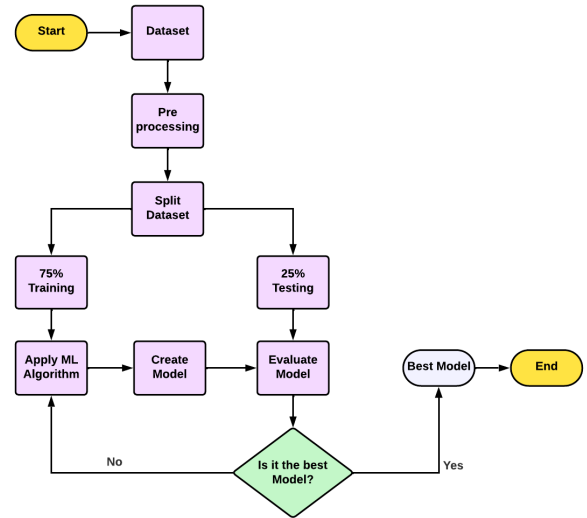 Start
Dataset
Pre
processing
Split
Dataset
75%
Training
25%
Testing
Apply ML
Algorithm
Create
Model
Evaluate
Model
Best Model
End
Is it the best
Model?
No
Yes